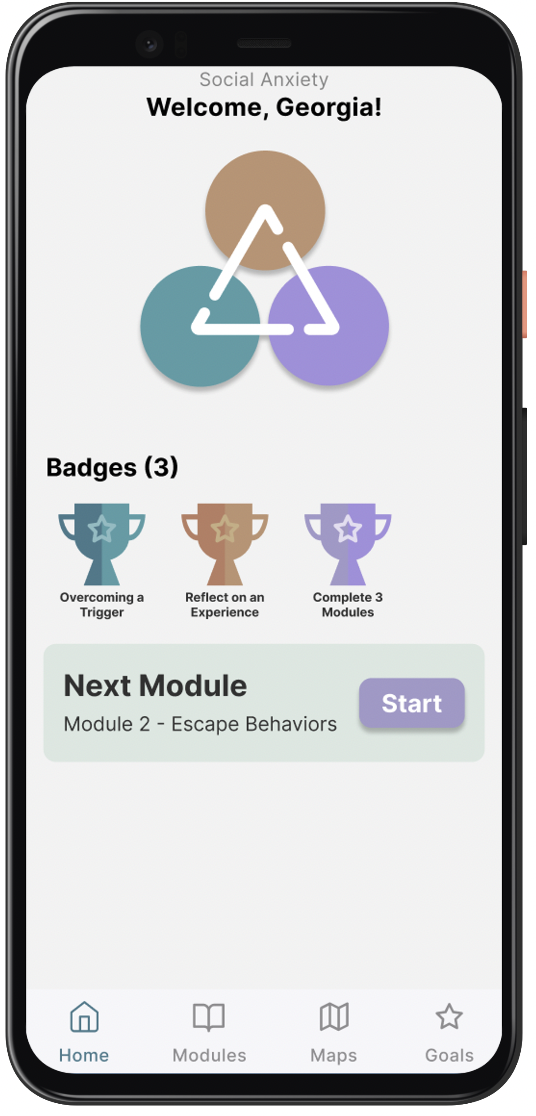 Social Anxiety
Welcome, Georgia!
Badges (3)
Overcoming a
Trigger
Reflect on an
Experience
Complete 3
Modules
Next Module
Module 2 - Escape Behaviors
Start
Home
Modules
Maps
Goals